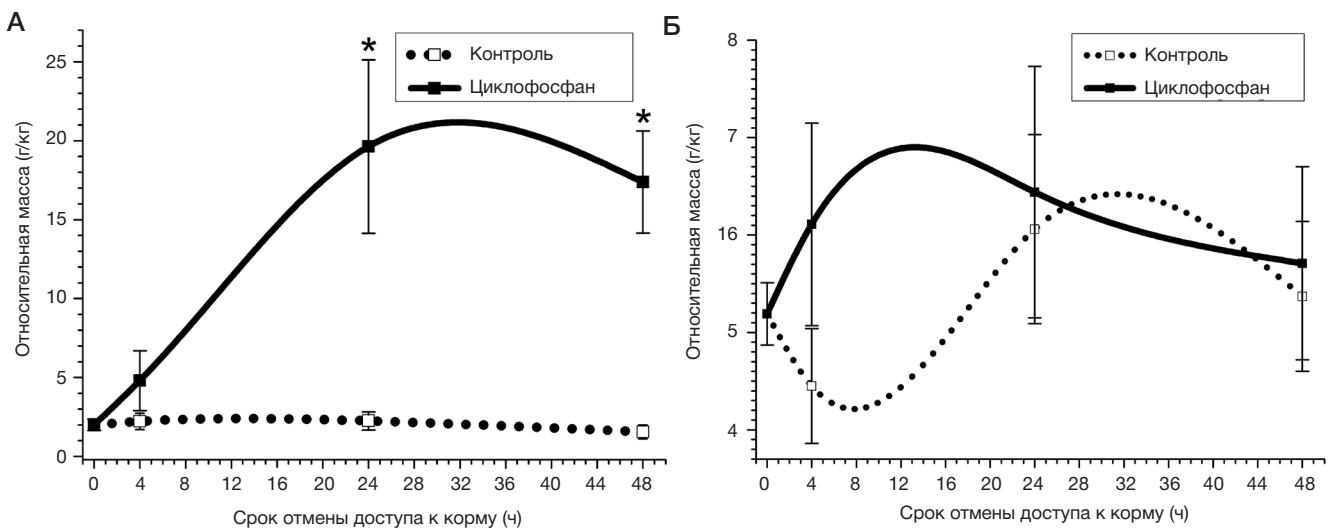 А
Относительная масса (г/кг)
25
20
15
10
5
0
*
*
Контроль
Циклофосфан
0 4 8 12 16 20 24 28 32 36 40 44 48
Срок отмены доступа к корму (ч)
Б
Относительная масса (г/кг)
8
7
16
5
4
Контроль
Циклофосфан
0 4 8 12 16 20 24 28 32 36 40 44 48
Срок отмены доступа к корму (ч)